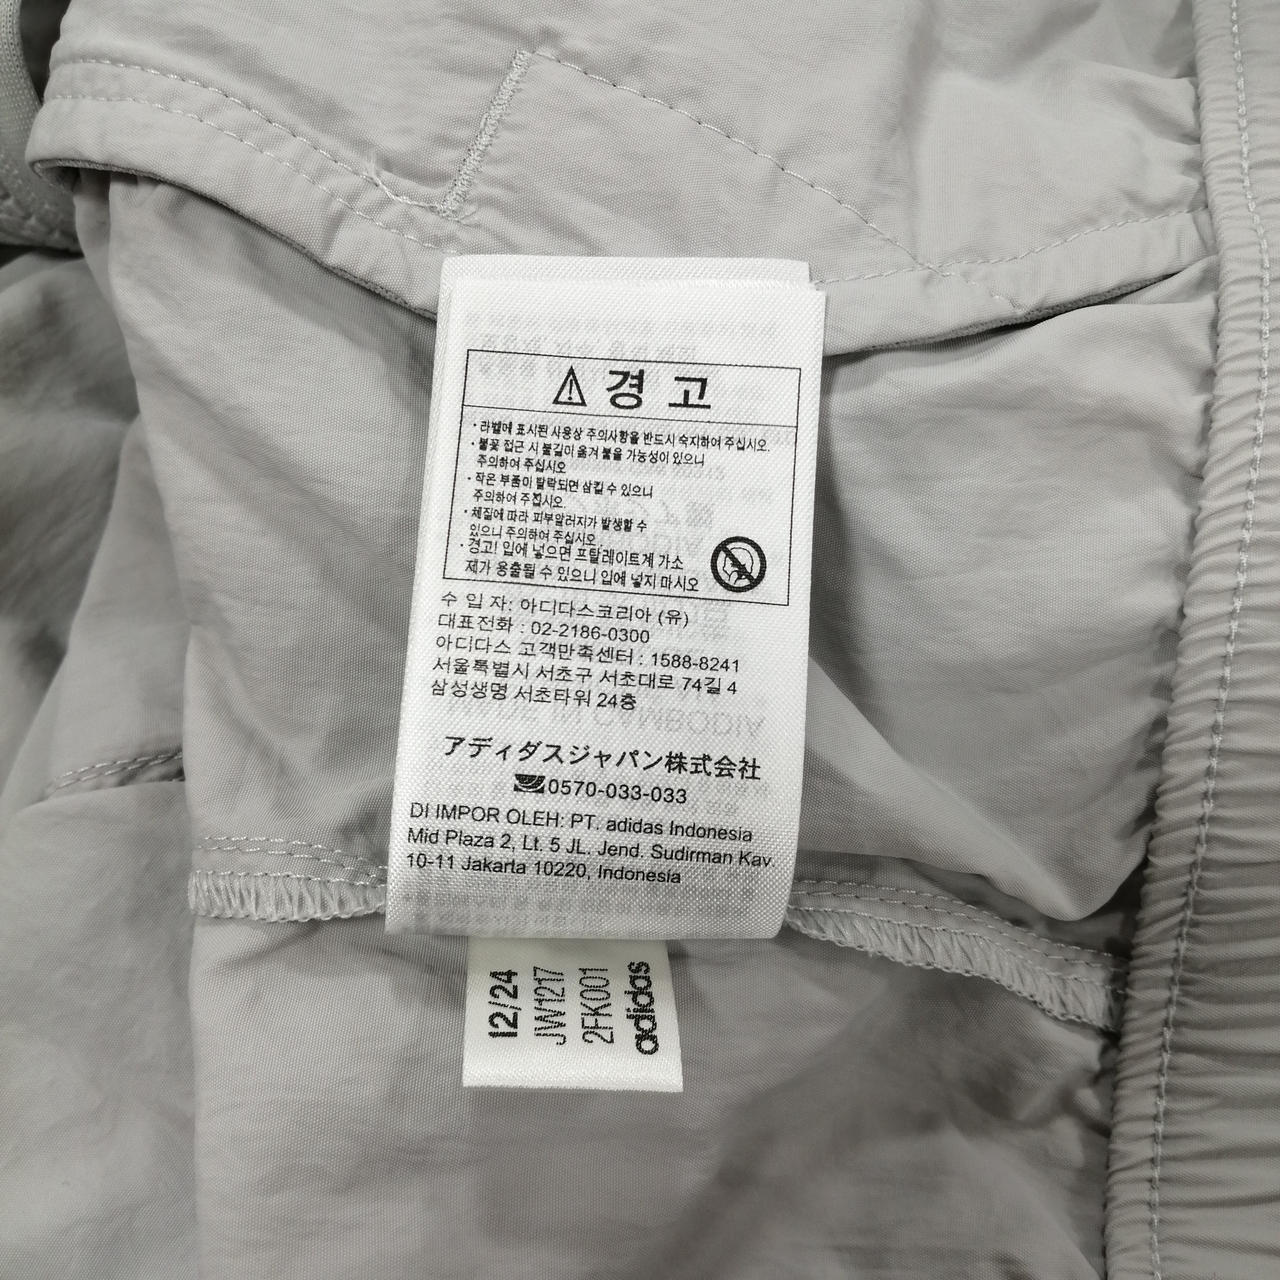 경 고
· 라벨에 표시된 사용상 주의사항을 반드시 숙지하여 주십시오.
· 불꽃 접근 시 불길이 옮겨 붙을 가능성이 있으니
주의하여 주십시오
· 작은 부품이 탈락되면 삼킬 수 있으니
주의하여 주십시오.
· 체질에 따라 피부알러지가 발생할 수
있으니 주의하여 주십시오.
· 경고! 입에 넣으면 프탈레이트계 가소
제가 용출될 수 있으니 입에 넣지 마시오
수 입 자: 아디다스코리아 (유)
대표전화 : 02-2186-0300
아디다스 고객만족센터 : 1588-8241
서울특별시 서초구 서초대로 74길 4
삼성생명 서초타워 24층
アディダスジャパン株式会社
0570-033-033
DI IMPOR OLEH: PT. adidas Indonesia
Mid Plaza 2, Lt. 5 JL. Jend. Sudirman Kav.
10-11 Jakarta 10220, Indonesia
12/24
JW1217
2FK001
adidas